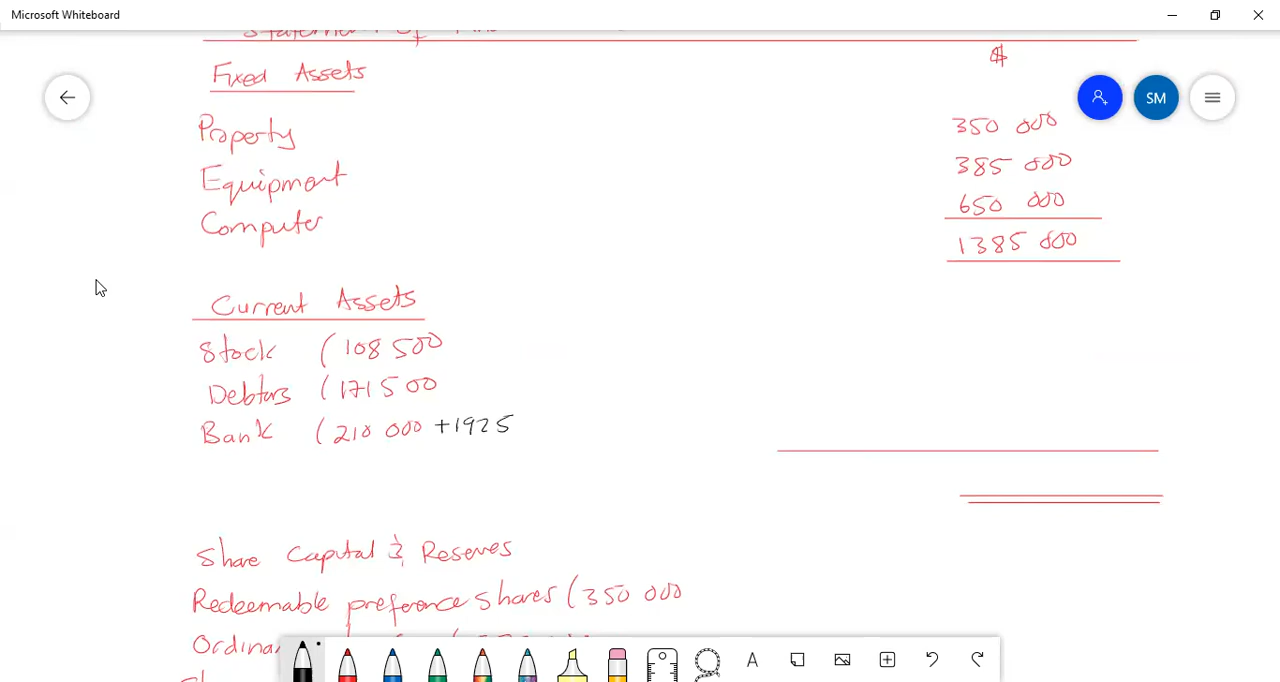 Microsoft Whiteboard
$
Fixed Assets
SM
Property 350 000
Equipment 385 000
Computer 650 000
1385 000
Current Assets
Stock (108 500
Debtors (171 500
Bank (210 000 +1925
Share Capital & Reserves
Redeemable preference shares (350 000
A